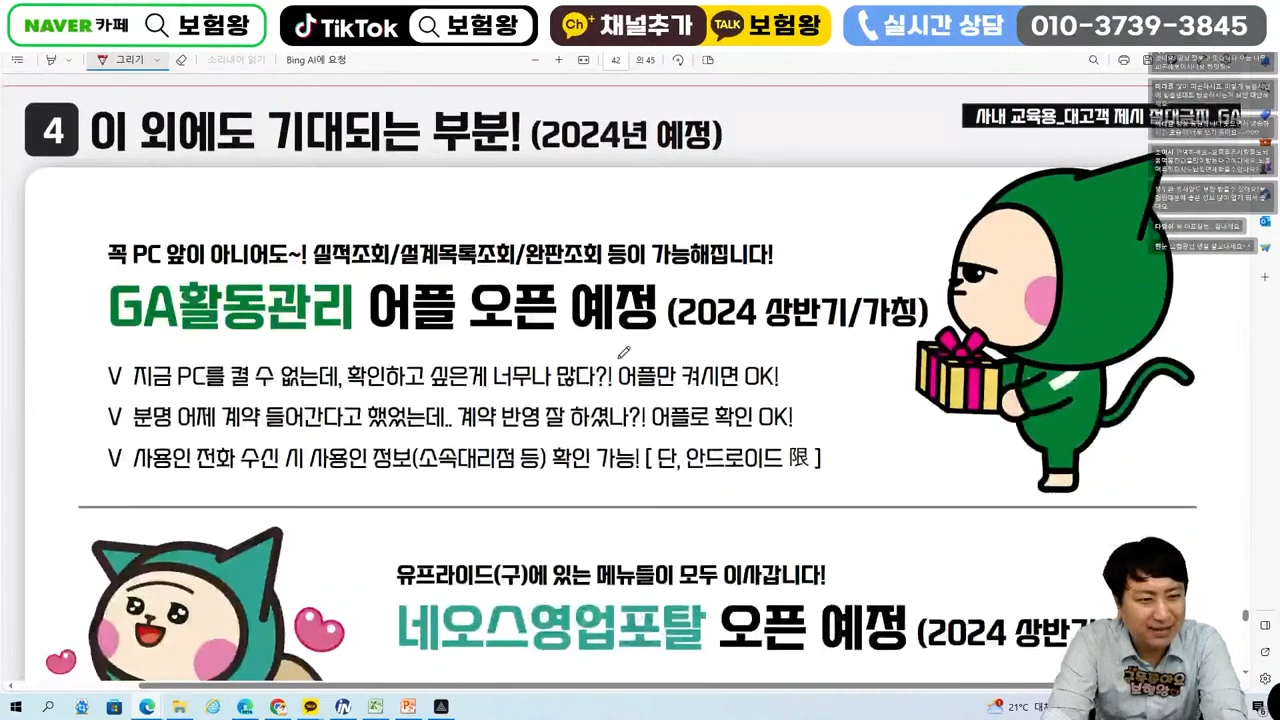 NAVER 카페 보험왕
TikTok 보험왕
Ch+ 채널추가 TALK 보험왕
실시간 상담 010-3739-3845
그리기 소리내어 읽기 Bing AI에 요청 42 의 45
4 이 외에도 기대되는 부분! (2024년 예정)
사내 교육용_대고객 제시
꼭 PC 앞이 아니어도~! 실적조회/설계목록조회/완판조회 등이 가능해집니다!
GA활동관리 어플 오픈 예정 (2024 상반기/가칭)
V 지금 PC를 켤 수 없는데, 확인하고 싶은게 너무나 많다?! 어플만 켜시면 OK!
V 분명 어제 계약 들어간다고 했었는데.. 계약 반영 잘 하셨나?! 어플로 확인 OK!
V 사용인 전화 수신 시 사용인 정보(소속대리점 등) 확인 가능! [ 단, 안드로이드 限 ]
유프라이드(구)에 있는 메뉴들이 모두 이사갑니다!
네오스영업포탈 오픈 예정 (2024 상반
보험왕
21°C